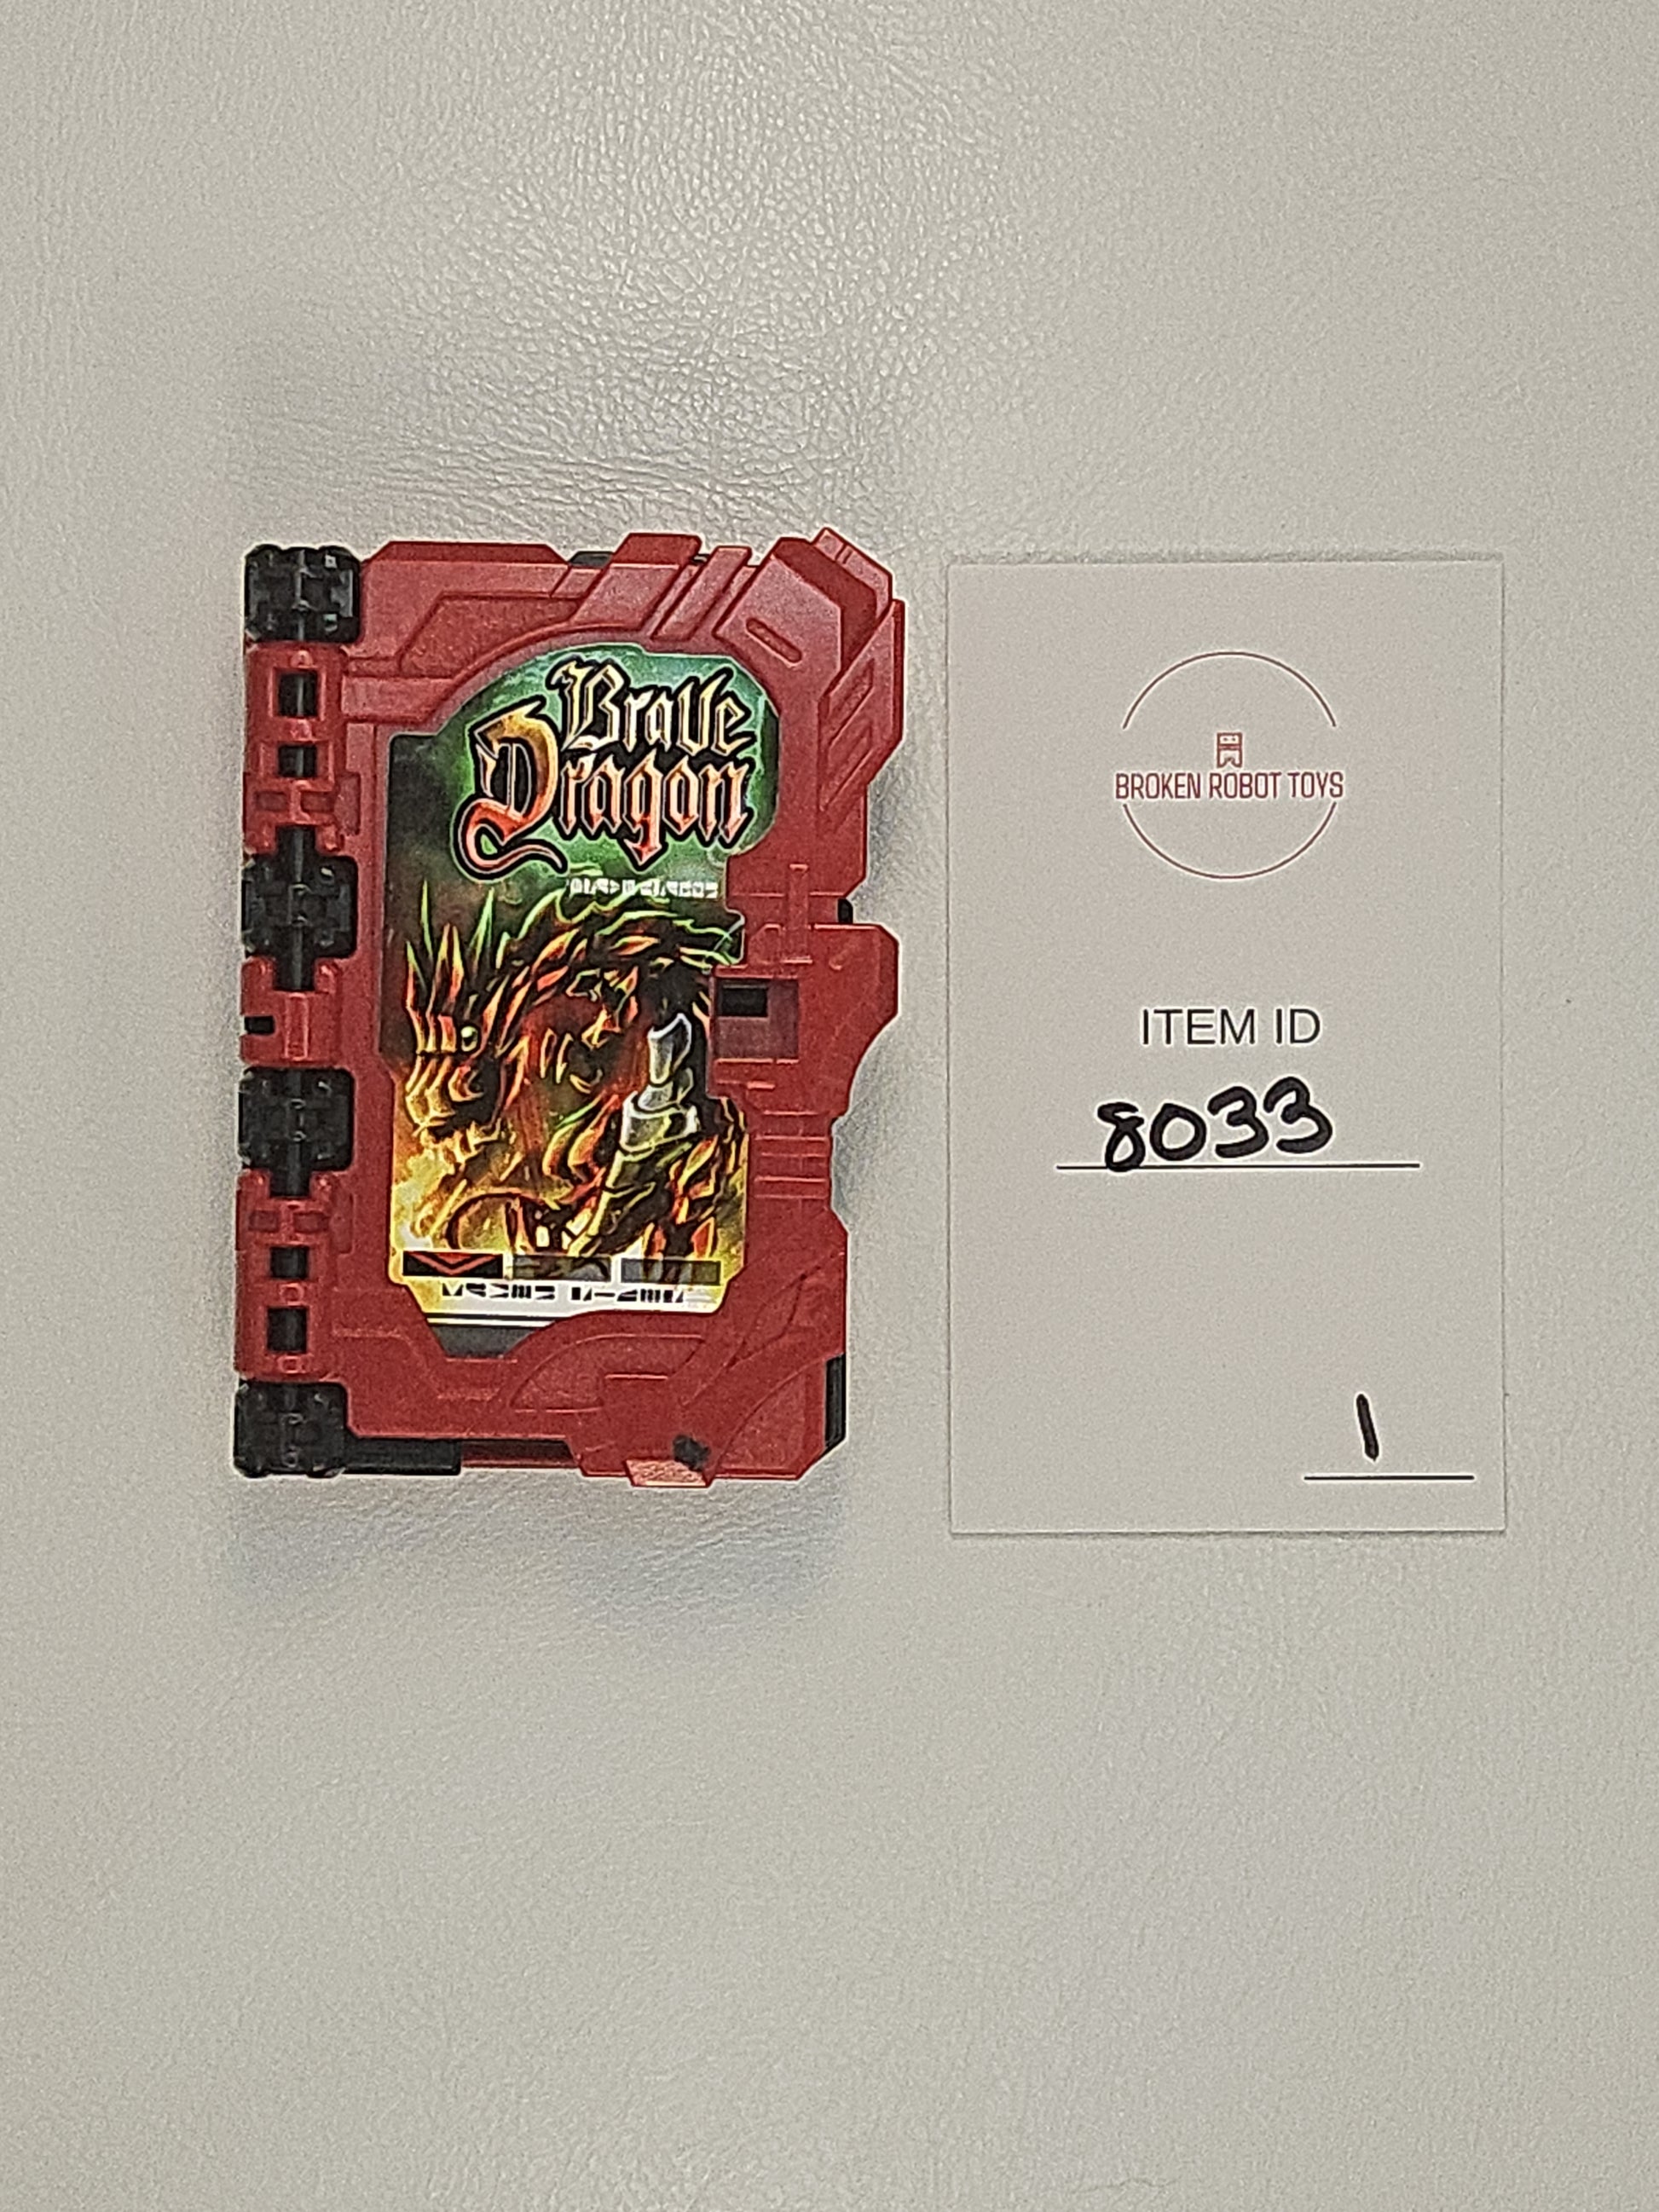 Brave
Dragon
BROKEN ROBOT TOYS
ITEM ID
8033
1